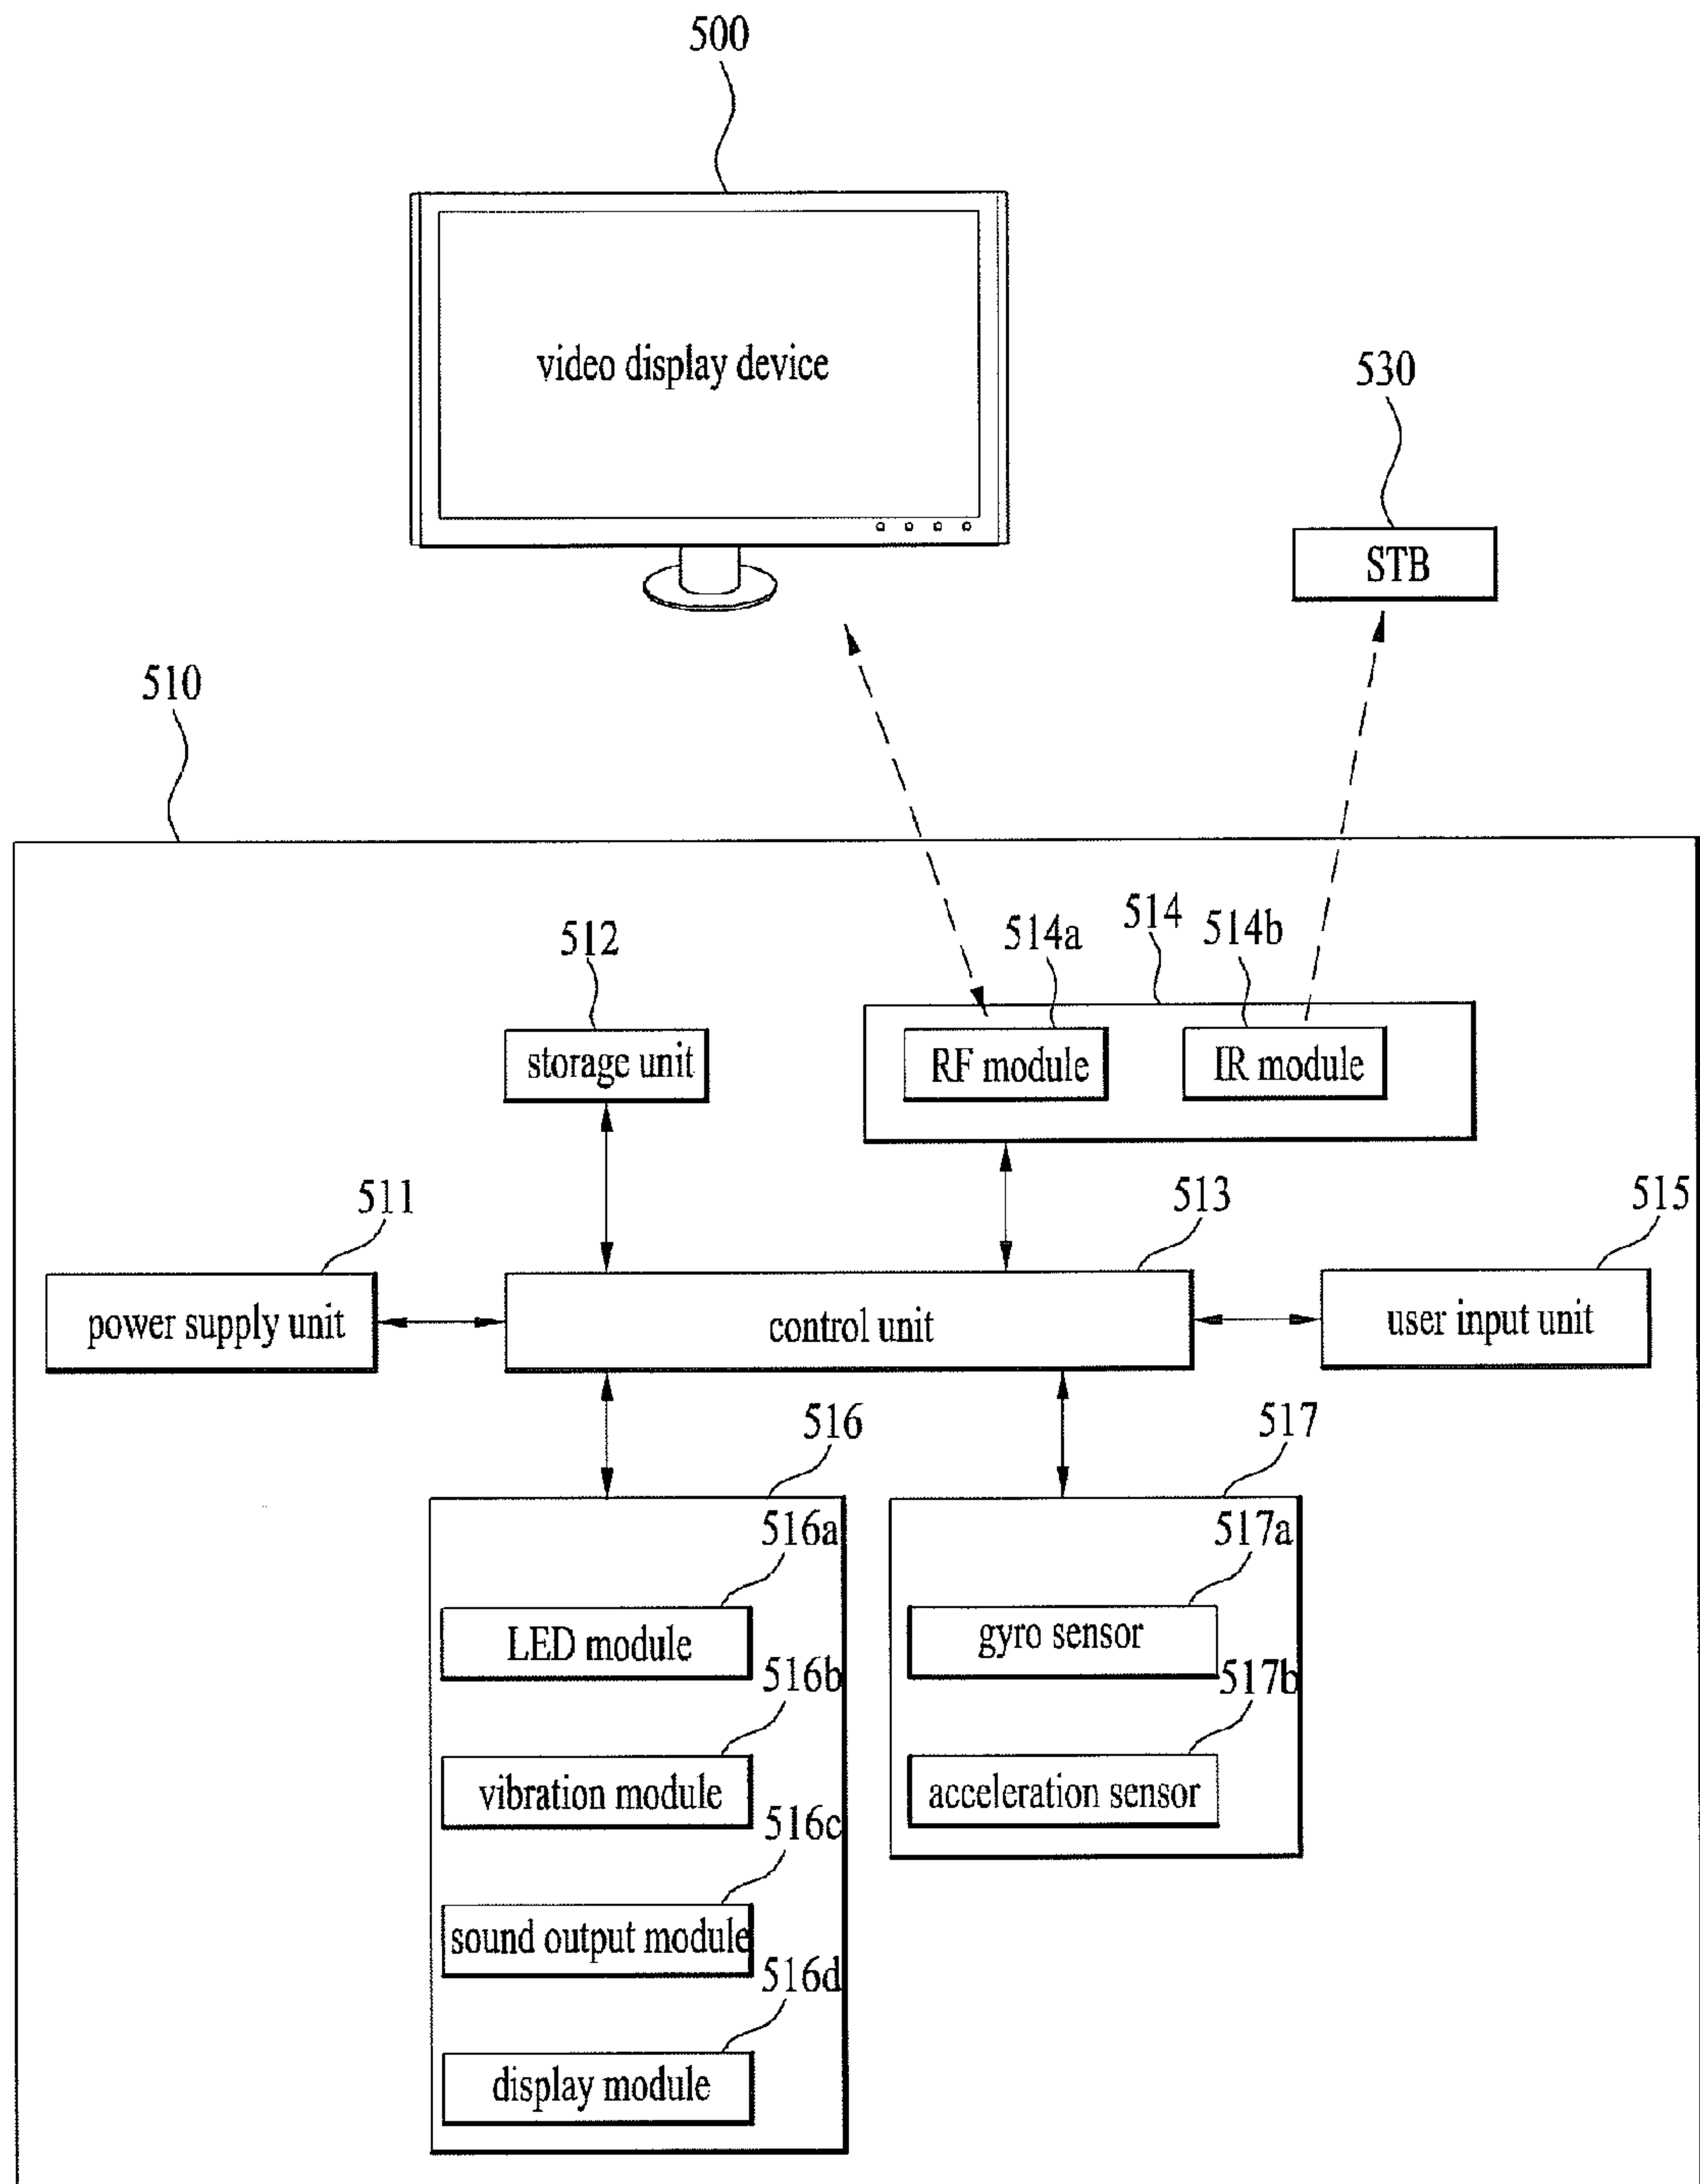 500
video display device
530
STB
510
512
514a
514
514b
storage unit
RF module
IR module
511
513
515
power supply unit
control unit
user input unit
516
517
516a
517a
LED module
gyro sensor
516b
517b
vibration module
acceleration sensor
516c
sound output module
516d
display module